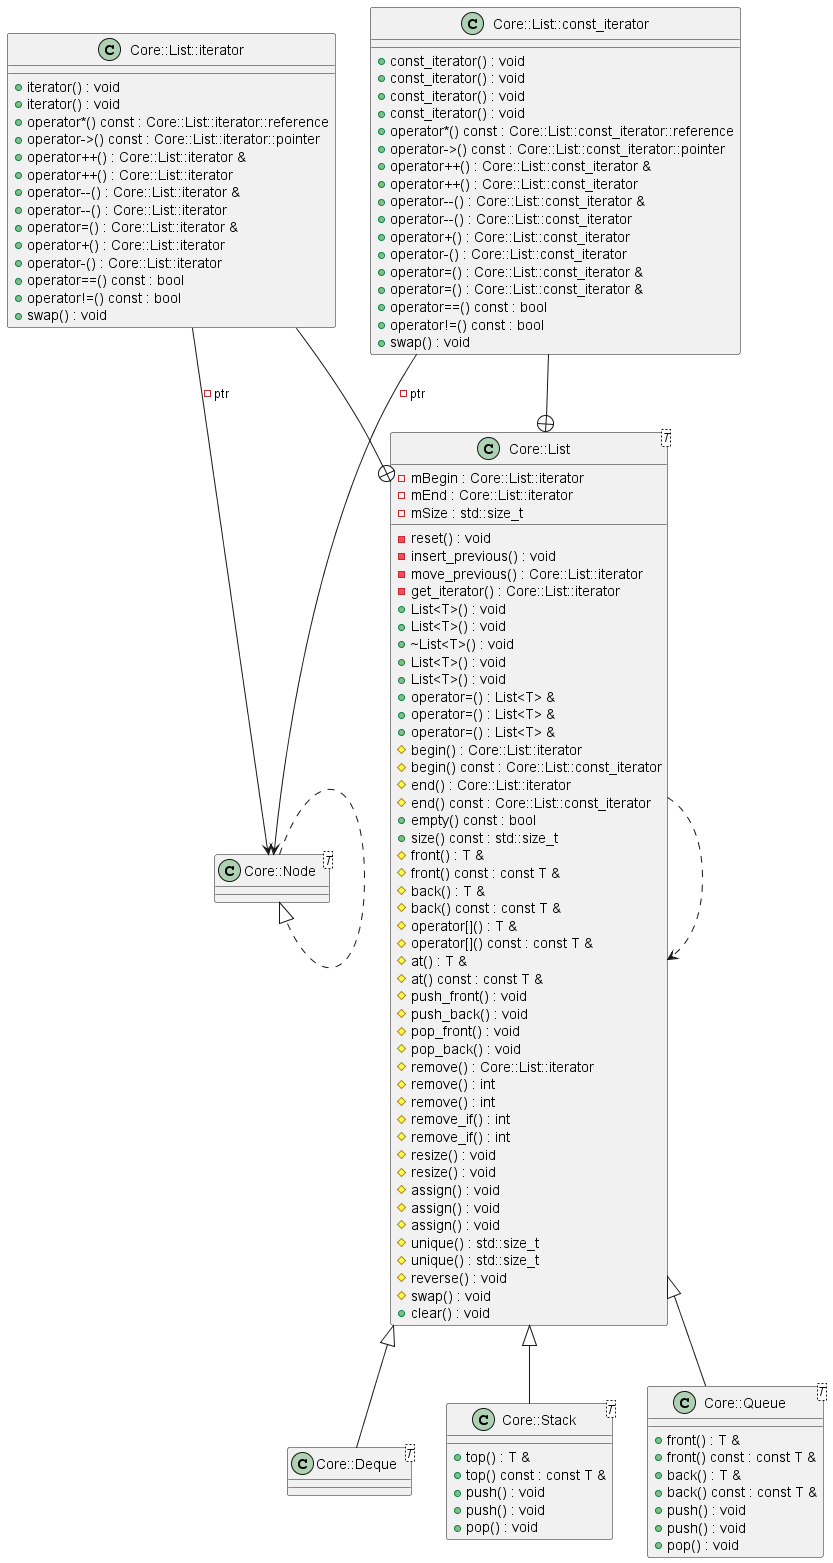 C Core::List::iterator
iterator() : void
iterator() : void
operator*() const : Core::List::iterator::reference
operator->() const : Core::List::iterator::pointer
operator++() : Core::List::iterator &
operator++() : Core::List::iterator
operator--() : Core::List::iterator &
operator--() : Core::List::iterator
operator=() : Core::List::iterator &
operator+() : Core::List::iterator
operator-() : Core::List::iterator
operator==() const : bool
operator!=() const : bool
swap() : void
C Core::List::const_iterator
const_iterator() : void
const_iterator() : void
const_iterator() : void
const_iterator() : void
operator*() const : Core::List::const_iterator::reference
operator->() const : Core::List::const_iterator::pointer
operator++() : Core::List::const_iterator &
operator++() : Core::List::const_iterator
operator--() : Core::List::const_iterator &
operator--() : Core::List::const_iterator
operator+() : Core::List::const_iterator
operator-() : Core::List::const_iterator
operator=() : Core::List::const_iterator &
operator=() : Core::List::const_iterator &
operator==() const : bool
operator!=() const : bool
swap() : void
ptr
ptr
C Core::List
T
mBegin : Core::List::iterator
mEnd : Core::List::iterator
mSize : std::size_t
reset() : void
insert_previous() : void
move_previous() : Core::List::iterator
get_iterator() : Core::List::iterator
List<T>() : void
List<T>() : void
~List<T>() : void
List<T>() : void
List<T>() : void
operator=() : List<T> &
operator=() : List<T> &
operator=() : List<T> &
begin() : Core::List::iterator
begin() const : Core::List::const_iterator
end() : Core::List::iterator
end() const : Core::List::const_iterator
empty() const : bool
size() const : std::size_t
front() : T &
front() const : const T &
back() : T &
back() const : const T &
operator[]() : T &
operator[]() const : const T &
at() : T &
at() const : const T &
push_front() : void
push_back() : void
pop_front() : void
pop_back() : void
remove() : Core::List::iterator
remove() : int
remove() : int
remove_if() : int
remove_if() : int
resize() : void
resize() : void
assign() : void
assign() : void
assign() : void
unique() : std::size_t
unique() : std::size_t
reverse() : void
swap() : void
clear() : void
C Core::Node
T
C Core::Deque
T
C Core::Stack
T
top() : T &
top() const : const T &
push() : void
push() : void
pop() : void
C Core::Queue
T
front() : T &
front() const : const T &
back() : T &
back() const : const T &
push() : void
push() : void
pop() : void